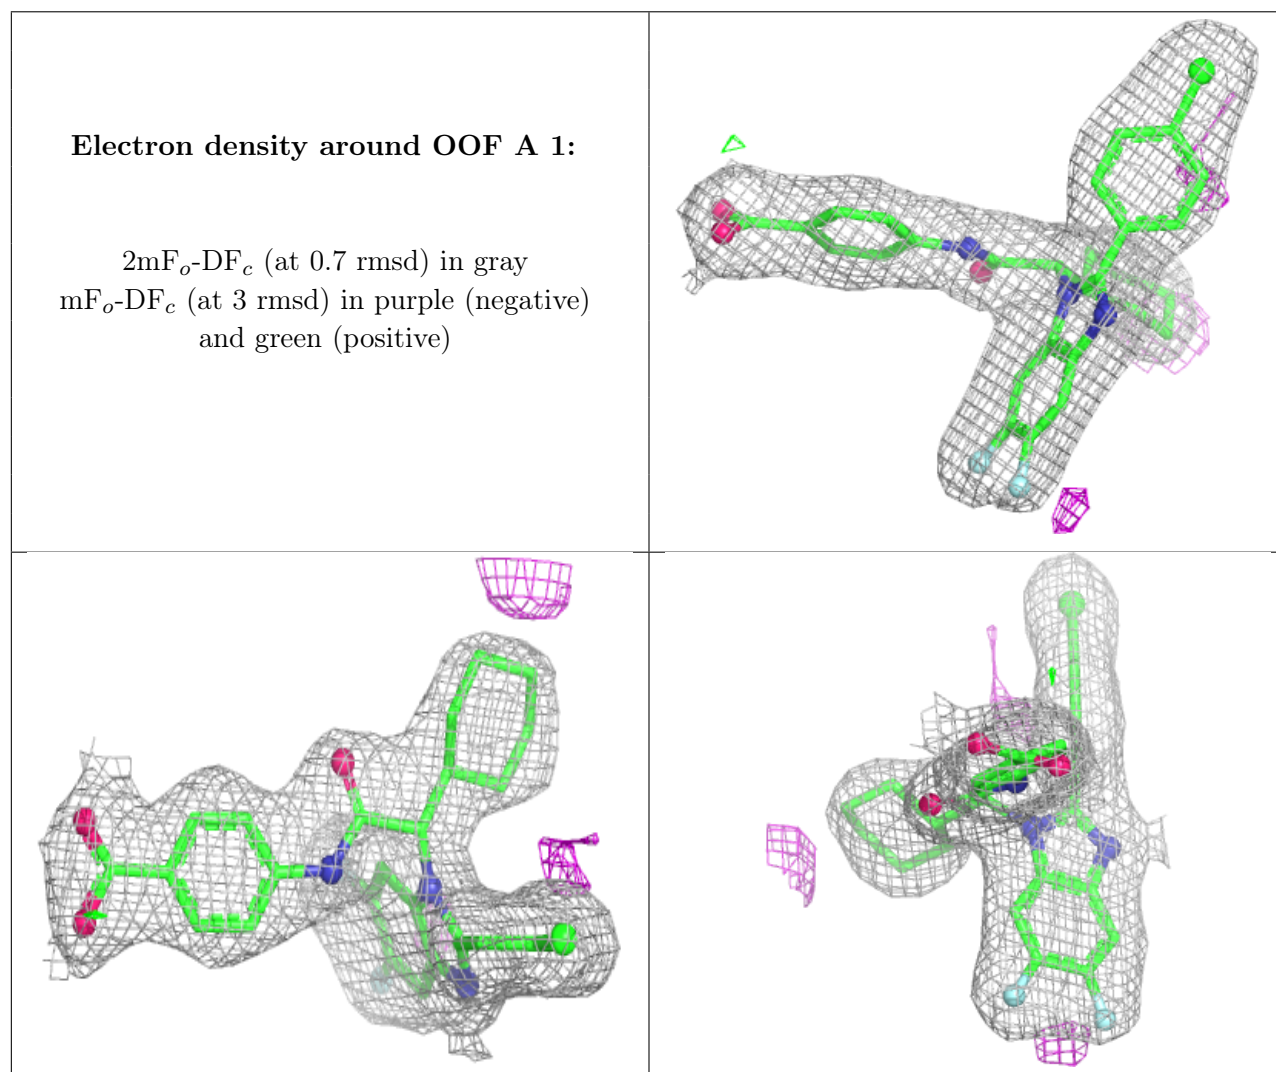 Electron density around OOF A 1:
2mFo-DFc (at 0.7 rmsd) in gray
mFo-DFc (at 3 rmsd) in purple (negative)
and green (positive)